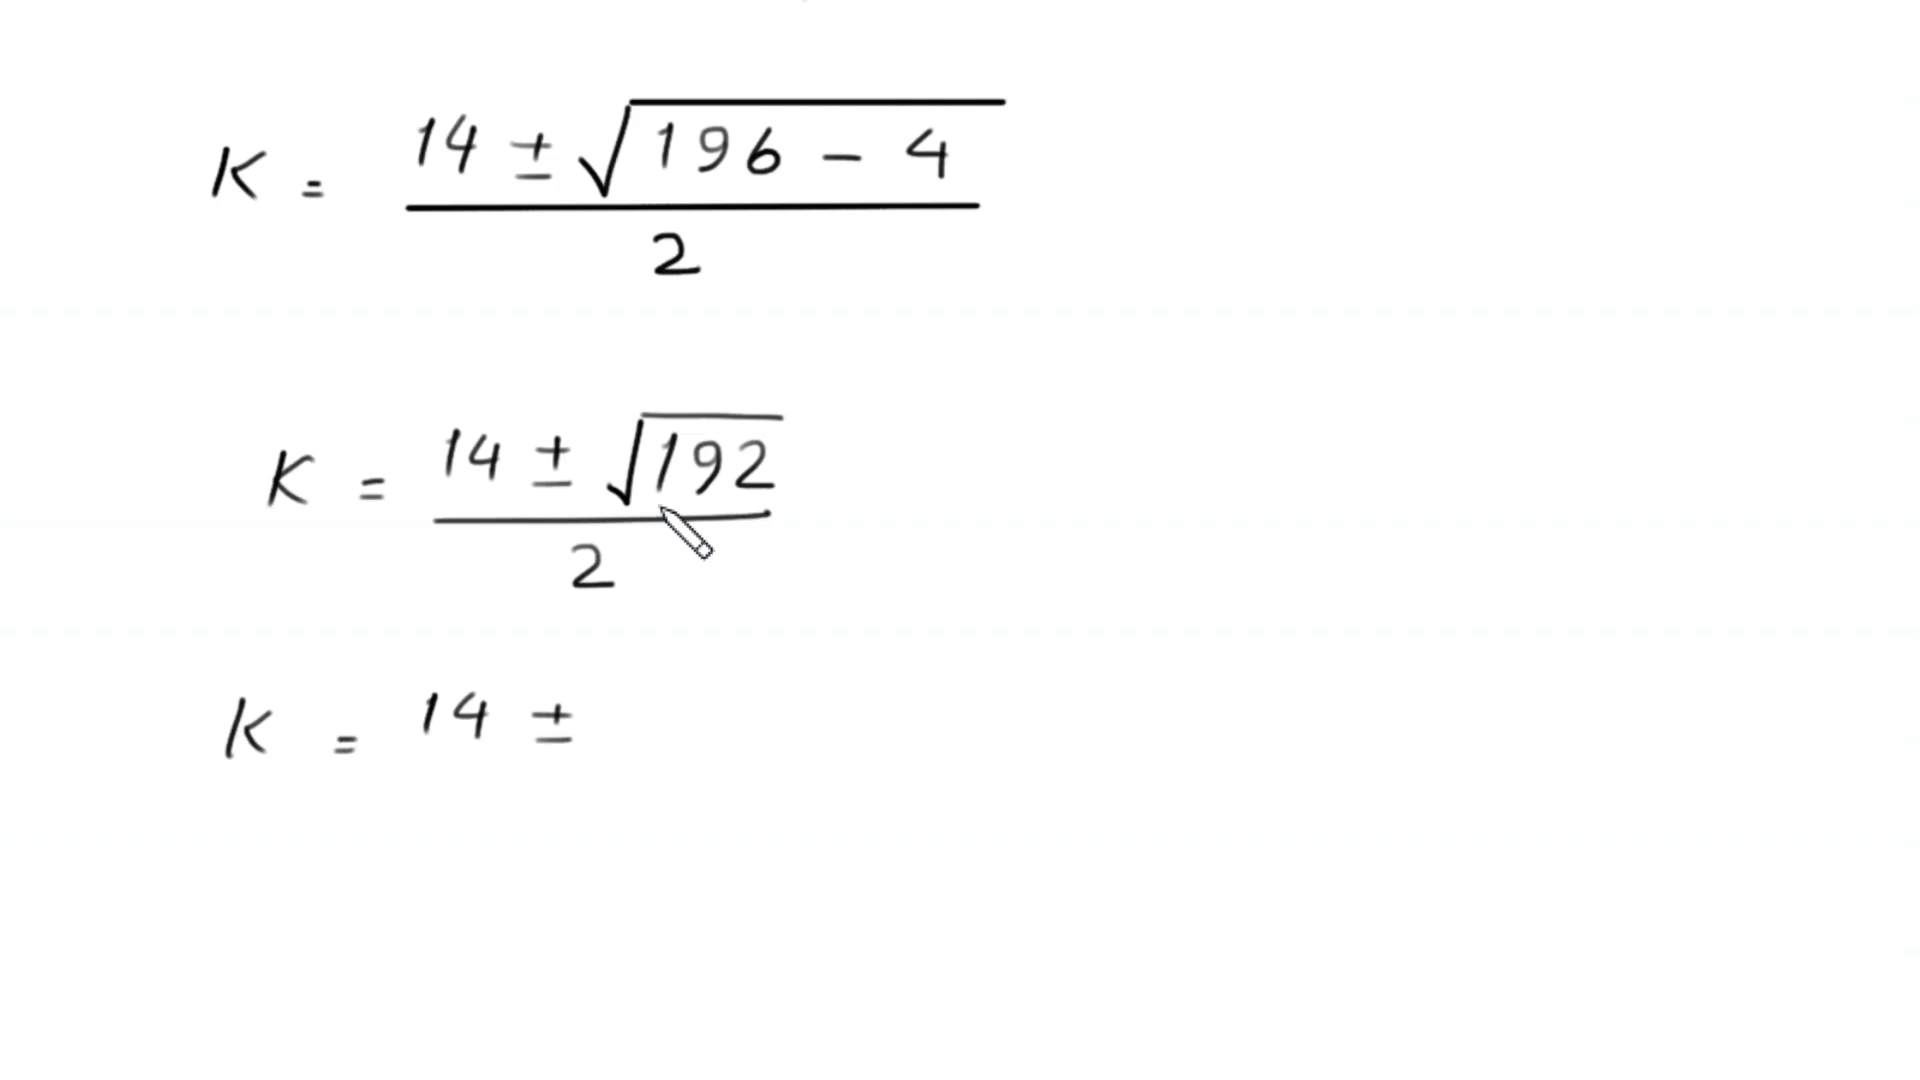 K = 14 ± √196 - 4
2
K = 14 ± √192
2
K = 14 ±